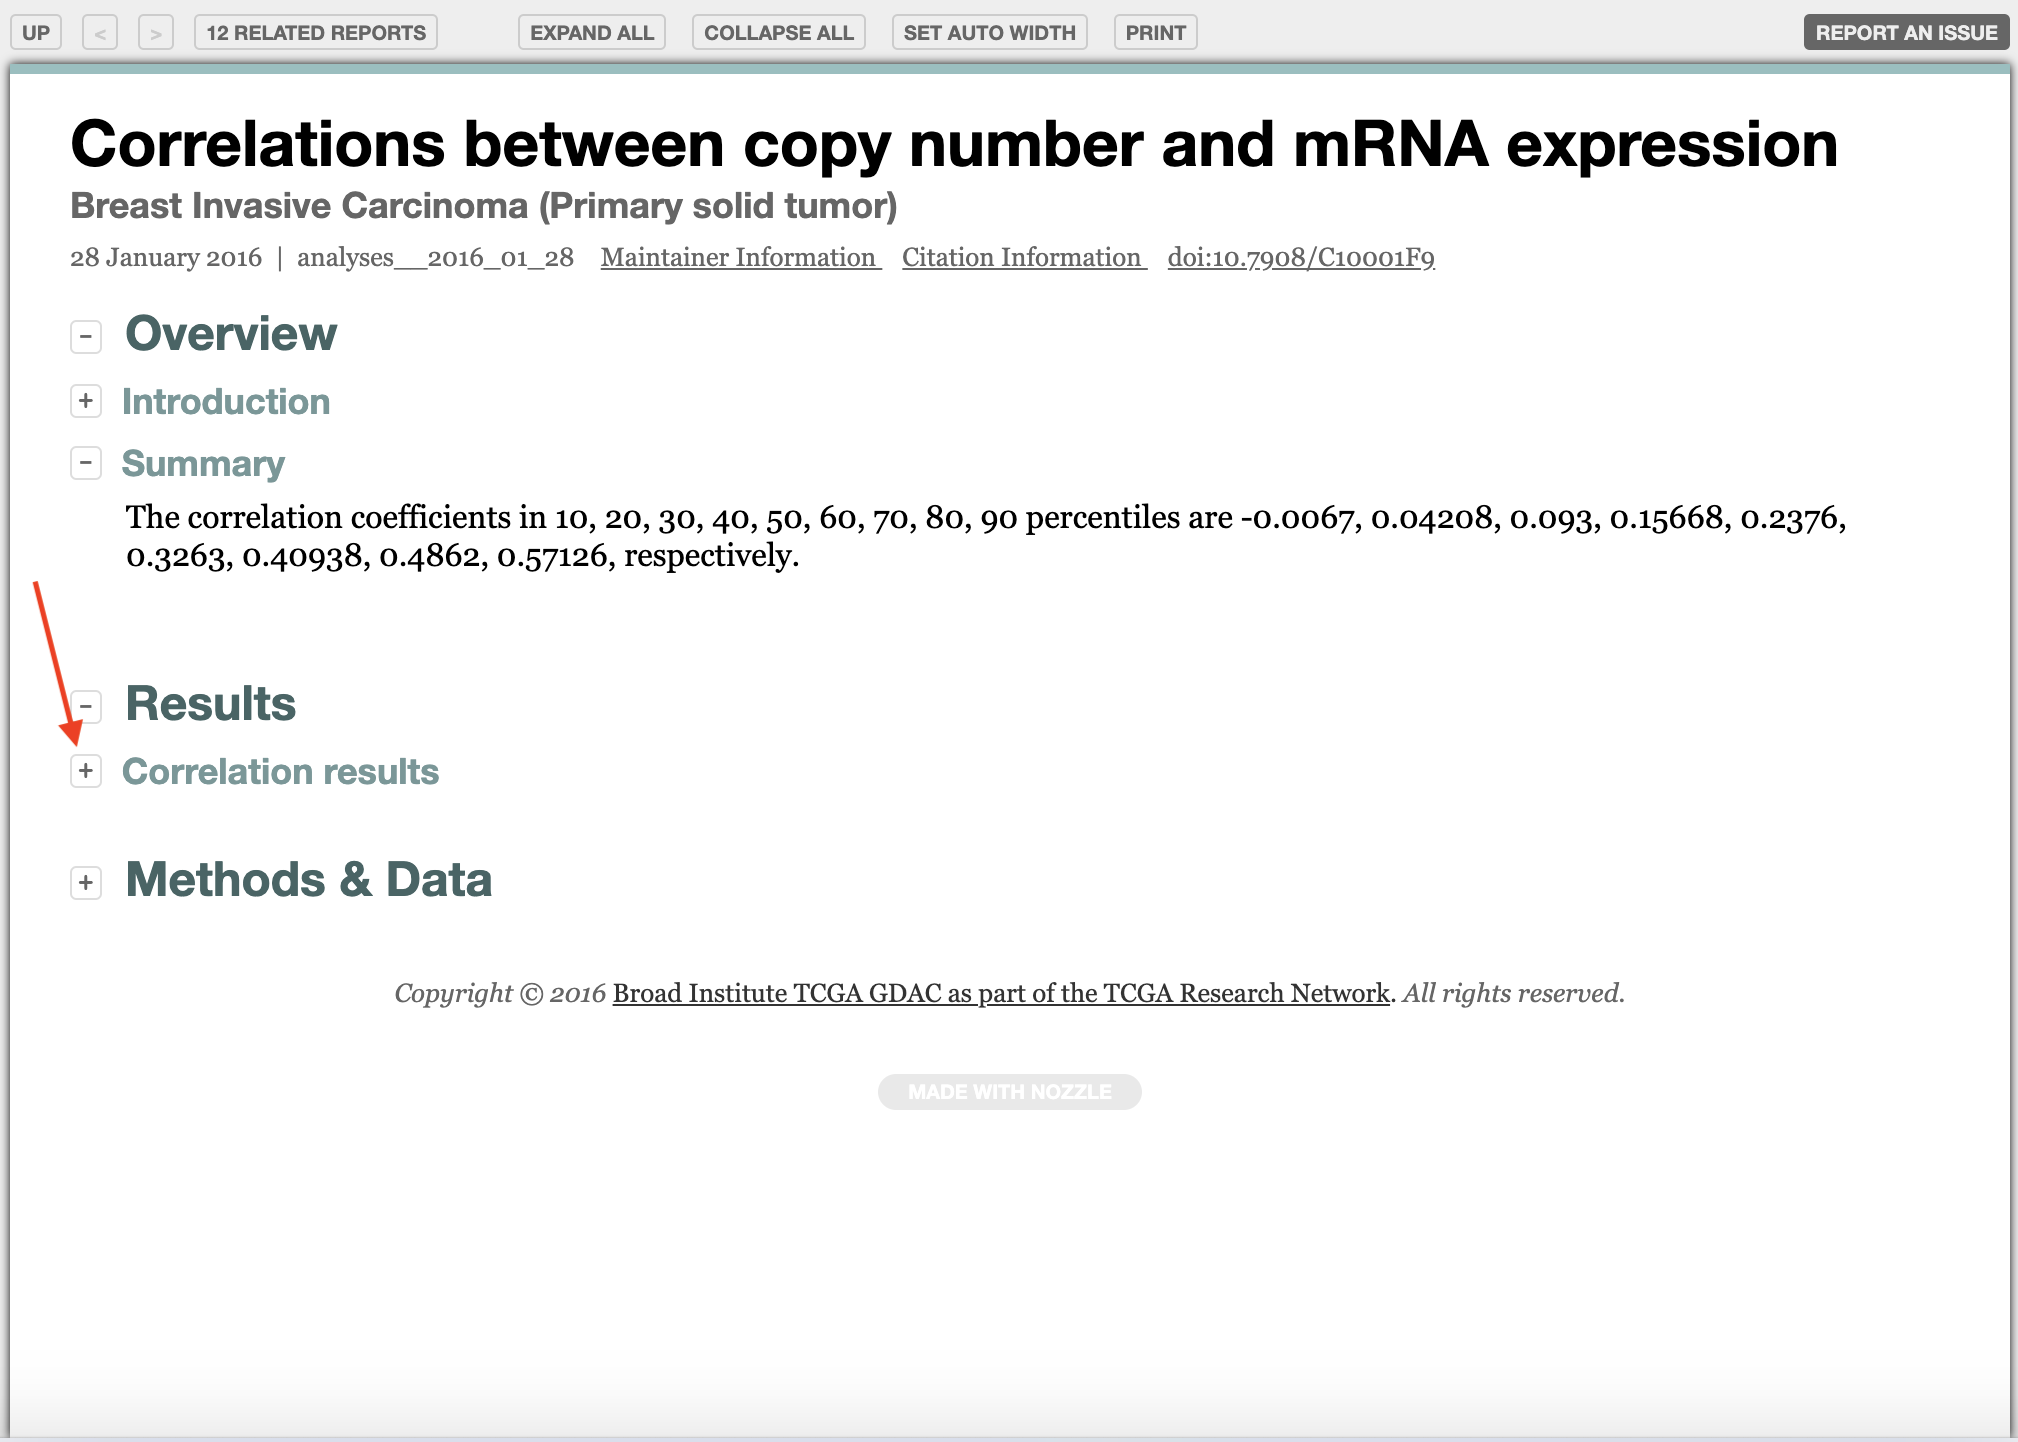 UP < > 12 RELATED REPORTS EXPAND ALL COLLAPSE ALL SET AUTO WIDTH PRINT REPORT AN ISSUE
Correlations between copy number and mRNA expression
Breast Invasive Carcinoma (Primary solid tumor)
28 January 2016 | analyses__2016_01_28 Maintainer Information Citation Information doi:10.7908/C10001F9
- Overview
+ Introduction
- Summary
The correlation coefficients in 10, 20, 30, 40, 50, 60, 70, 80, 90 percentiles are -0.0067, 0.04208, 0.093, 0.15668, 0.2376,
0.3263, 0.40938, 0.4862, 0.57126, respectively.
- Results
+ Correlation results
+ Methods & Data
Copyright © 2016 Broad Institute TCGA GDAC as part of the TCGA Research Network. All rights reserved.
MADE WITH NOZZLE